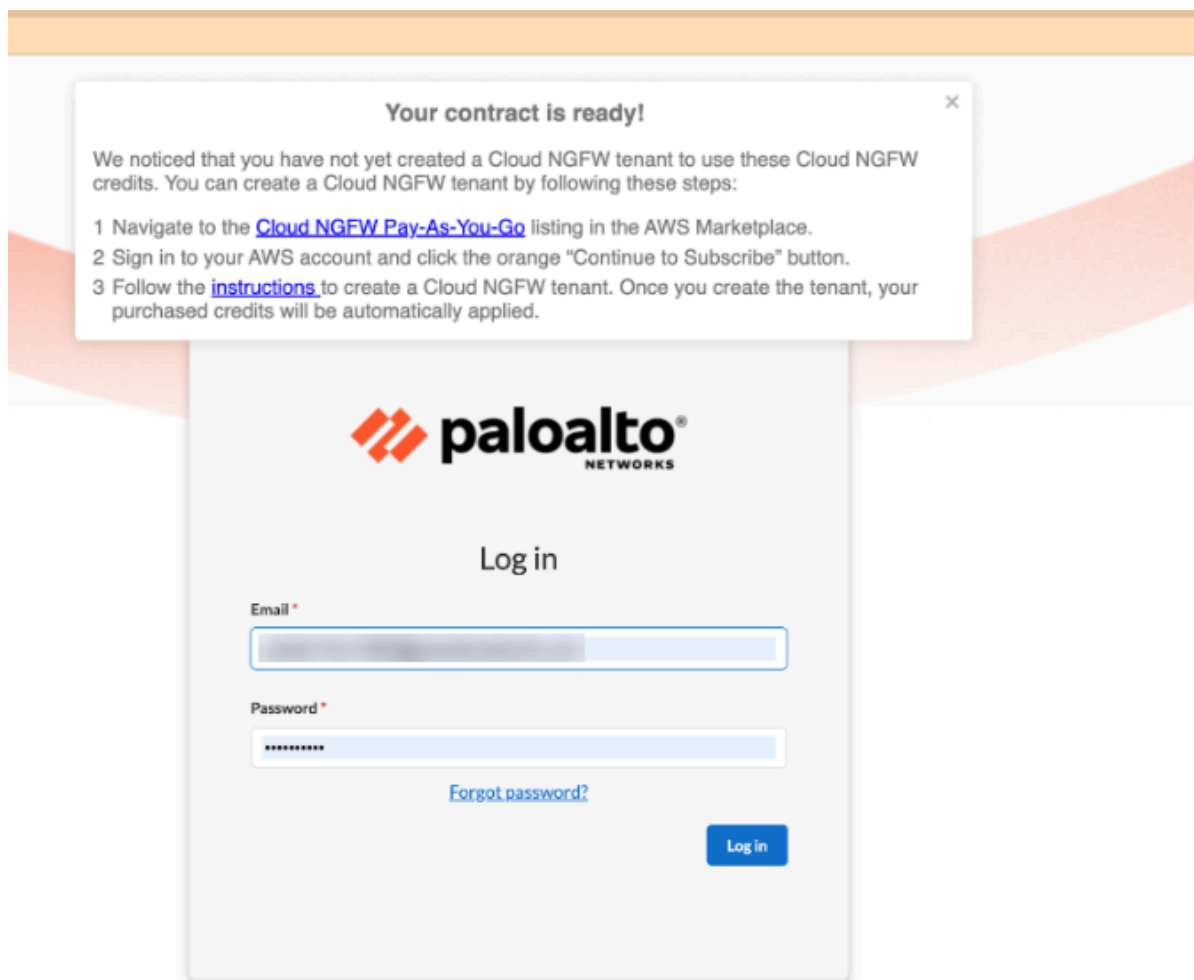 Your contract is ready!
We noticed that you have not yet created a Cloud NGFW tenant to use these Cloud NGFW
credits. You can create a Cloud NGFW tenant by following these steps:
1 Navigate to the Cloud NGFW Pay-As-You-Go listing in the AWS Marketplace.
2 Sign in to your AWS account and click the orange “Continue to Subscribe” button.
3 Follow the instructions to create a Cloud NGFW tenant. Once you create the tenant, your
purchased credits will be automatically applied.
paloalto®
NETWORKS
Log in
Email *
Password *
••••••••••
Forgot password?
Log in